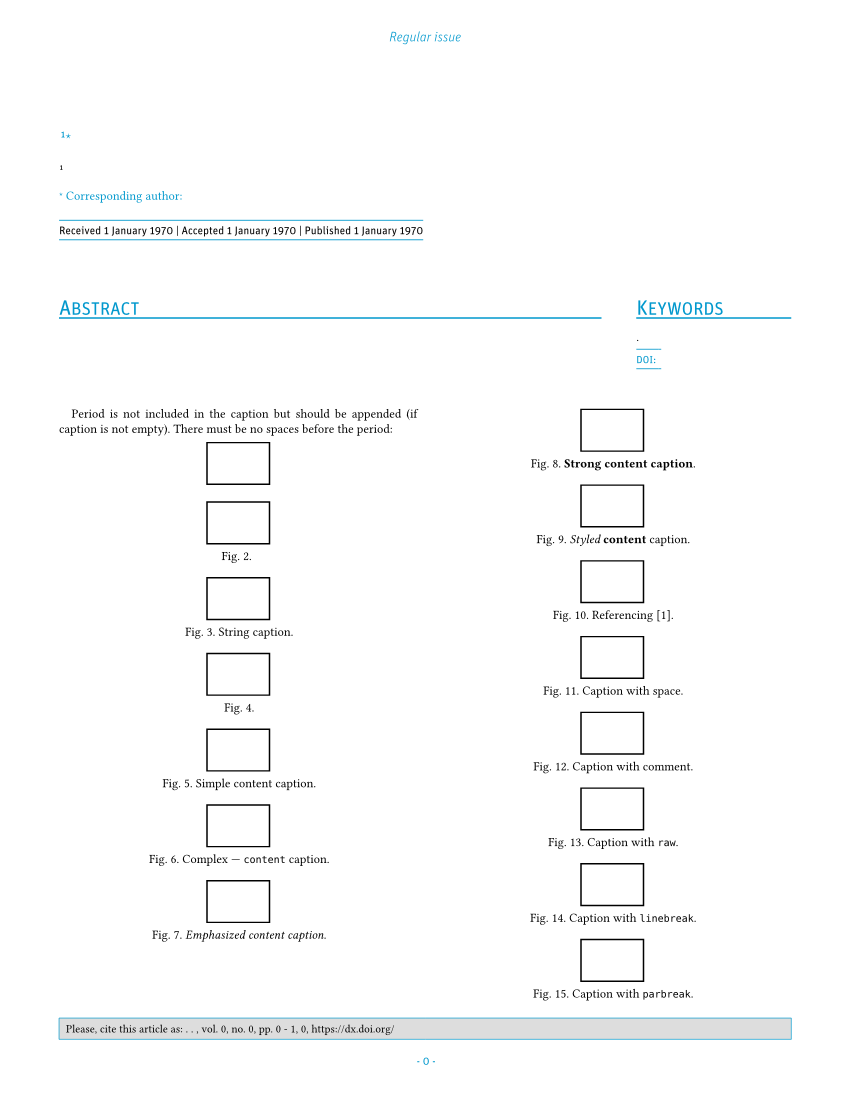 Regular issue
1*
1
* Corresponding author:
Received 1 January 1970 | Accepted 1 January 1970 | Published 1 January 1970
Abstract
Keywords
.
DOI:
Period is not included in the caption but should be appended (if
caption is not empty). There must be no spaces before the period:
Fig. 2.
Fig. 3. String caption.
Fig. 4.
Fig. 5. Simple content caption.
Fig. 6. Complex — content caption.
Fig. 7. Emphasized content caption.
Fig. 8. Strong content caption.
Fig. 9. Styled content caption.
Fig. 10. Referencing [1].
Fig. 11. Caption with space.
Fig. 12. Caption with comment.
Fig. 13. Caption with raw.
Fig. 14. Caption with linebreak.
Fig. 15. Caption with parbreak.
Please, cite this article as: . . , vol. 0, no. 0, pp. 0 - 1, 0, https://dx.doi.org/
- 0 -